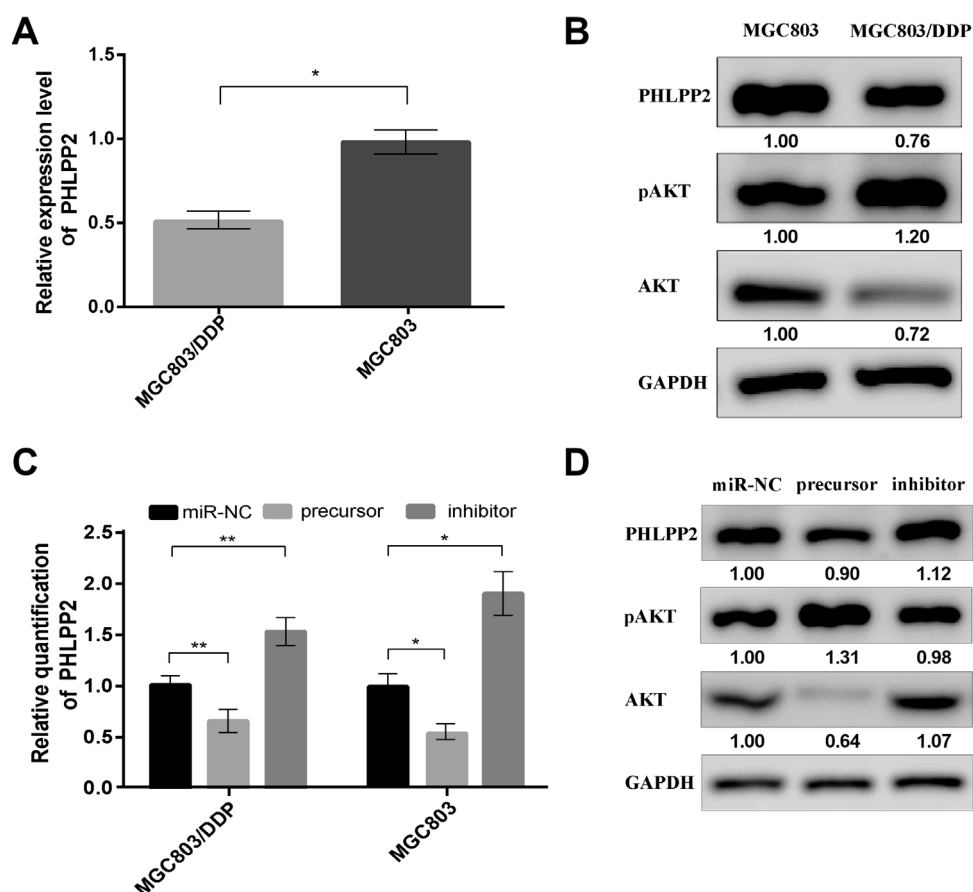 A
Relative expression level
of PHLPP2
1.5
1.0
0.5
0.0
*
MGC803/DDP
MGC803
B
MGC803 MGC803/DDP
PHLPP2
1.00 0.76
pAKT
1.00 1.20
AKT
1.00 0.72
GAPDH
C
miR-NC precursor inhibitor
Relative quantification
of PHLPP2
2.5
2.0
1.5
1.0
0.5
0.0
**
**
*
*
MGC803/DDP
MGC803
D
miR-NC precursor inhibitor
PHLPP2
1.00 0.90 1.12
pAKT
1.00 1.31 0.98
AKT
1.00 0.64 1.07
GAPDH